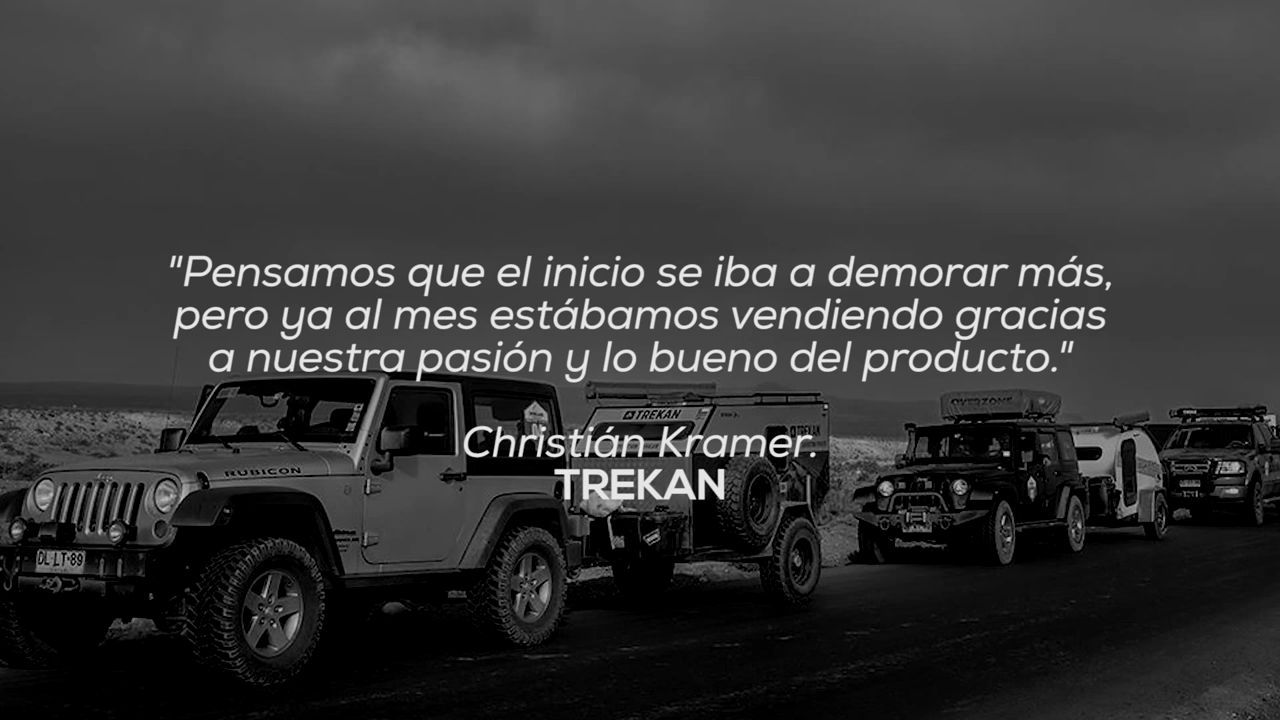 "Pensamos que el inicio se iba a demorar más,
pero ya al mes estábamos vendiendo gracias
a nuestra pasión y lo bueno del producto."
Christián Kramer.
TREKAN
TREKAN
TREKAN
OVERZONE
RUBICON
DL LT·89